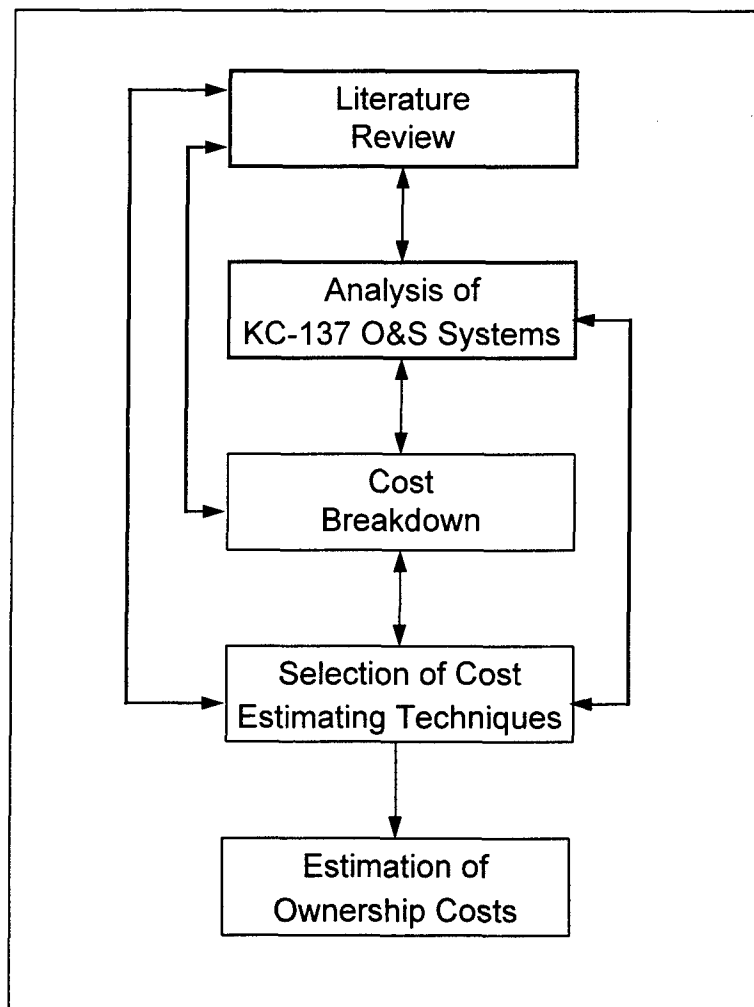 Literature
Review
Analysis of
KC-137 O&S Systems
Cost
Breakdown
Selection of Cost
Estimating Techniques
Estimation of
Ownership Costs